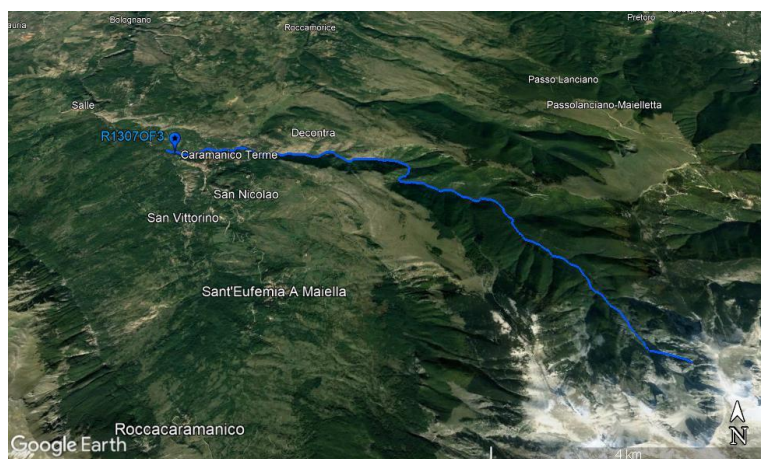 Bolognano
Roccamorice
Pretoro
Passo Lanciano
Passolanciano-Maielletta
Salle
Decontra
R1307OF3
Caramanico Terme
San Nicolao
San Vittorino
Sant'Eufemia A Maiella
Roccacaramanico
Google Earth
N
4 km